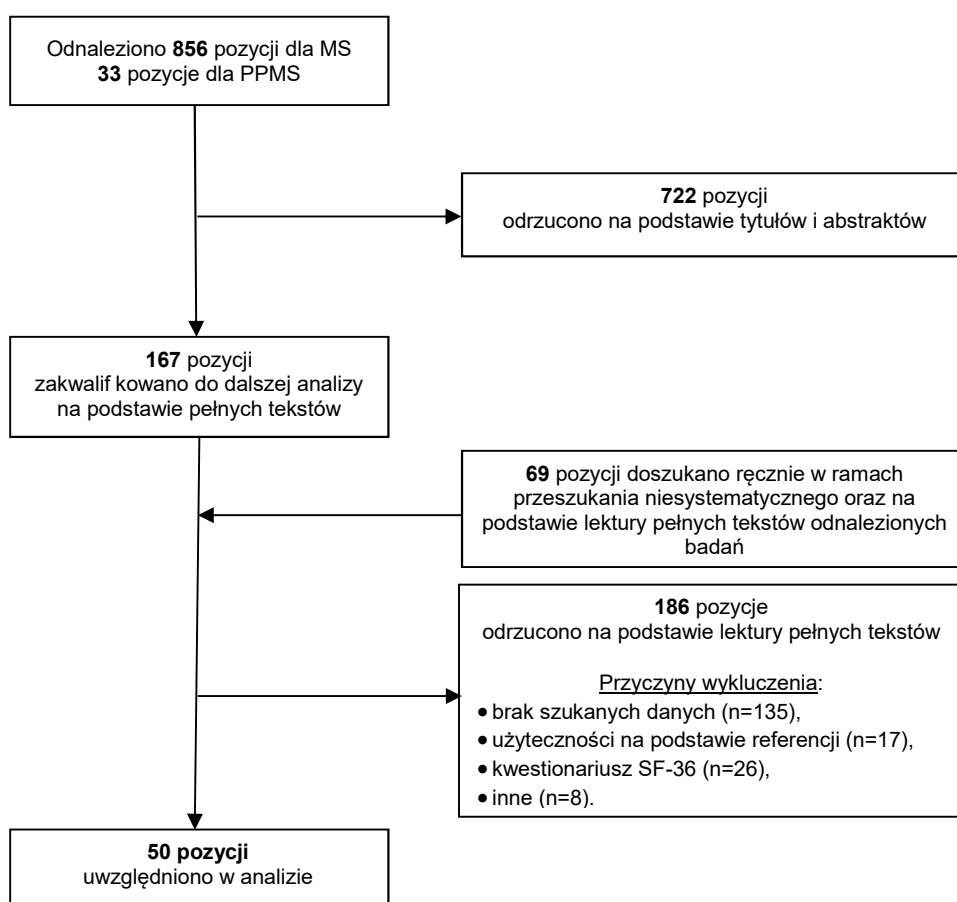 Odnaleziono 856 pozycji dla MS
33 pozycje dla PPMS
722 pozycji
odrzucono na podstawie tytułów i abstraktów
167 pozycji
zakwalif kowano do dalszej analizy
na podstawie pełnych tekstów
69 pozycji doszukano ręcznie w ramach
przeszukania niesystematycznego oraz na
podstawie lektury pełnych tekstów odnalezionych
badań
186 pozycje
odrzucono na podstawie lektury pełnych tekstów
Przyczyny wykluczenia:
• brak szukanych danych (n=135),
• użyteczności na podstawie referencji (n=17),
• kwestionariusz SF-36 (n=26),
• inne (n=8).
50 pozycji
uwzględniono w analizie